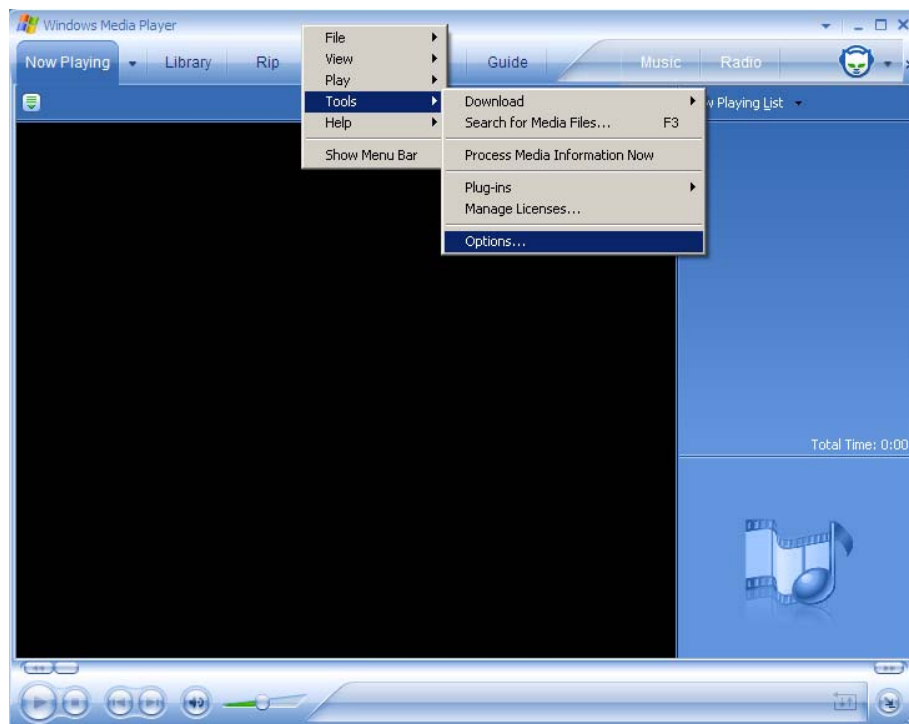 Windows Media Player
Now Playing
Library
Rip
Guide
Music
Radio
File
View
Play
Tools
Help
Show Menu Bar
Download
Search for Media Files... F3
Process Media Information Now
Plug-ins
Manage Licenses...
Options...
Playing List
Total Time: 0:00